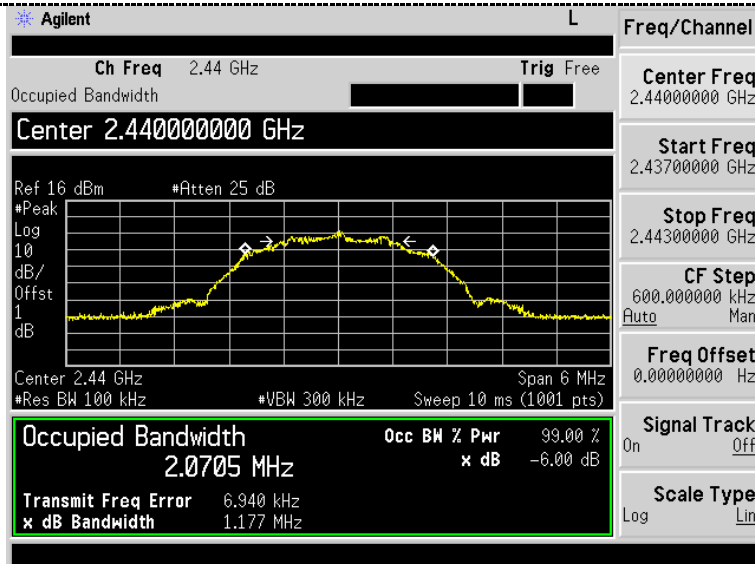 Agilent L
Ch Freq 2.44 GHz Trig Free
Occupied Bandwidth
Center 2.440000000 GHz
Ref 16 dBm #Atten 25 dB
#Peak
Log
10
dB/
Offst
1
dB
Center 2.44 GHz Span 6 MHz
#Res BW 100 kHz #VBW 300 kHz Sweep 10 ms (1001 pts)
Occupied Bandwidth Occ BW % Pwr 99.00 %
2.0705 MHz x dB -6.00 dB
Transmit Freq Error 6.940 kHz
x dB Bandwidth 1.177 MHz
Freq/Channel
Center Freq
2.44000000 GHz
Start Freq
2.43700000 GHz
Stop Freq
2.44300000 GHz
CF Step
600.000000 kHz
Auto Man
Freq Offset
0.00000000 Hz
Signal Track
On Off
Scale Type
Log Lin